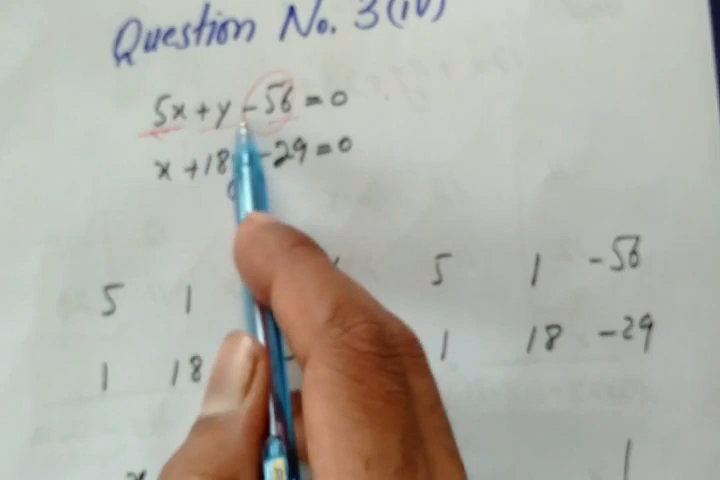 Question No. 3(iv)
5x + y - 56 = 0
x + 18 - 29 = 0
5 1 5 1 -56
1 18 1 18 -29